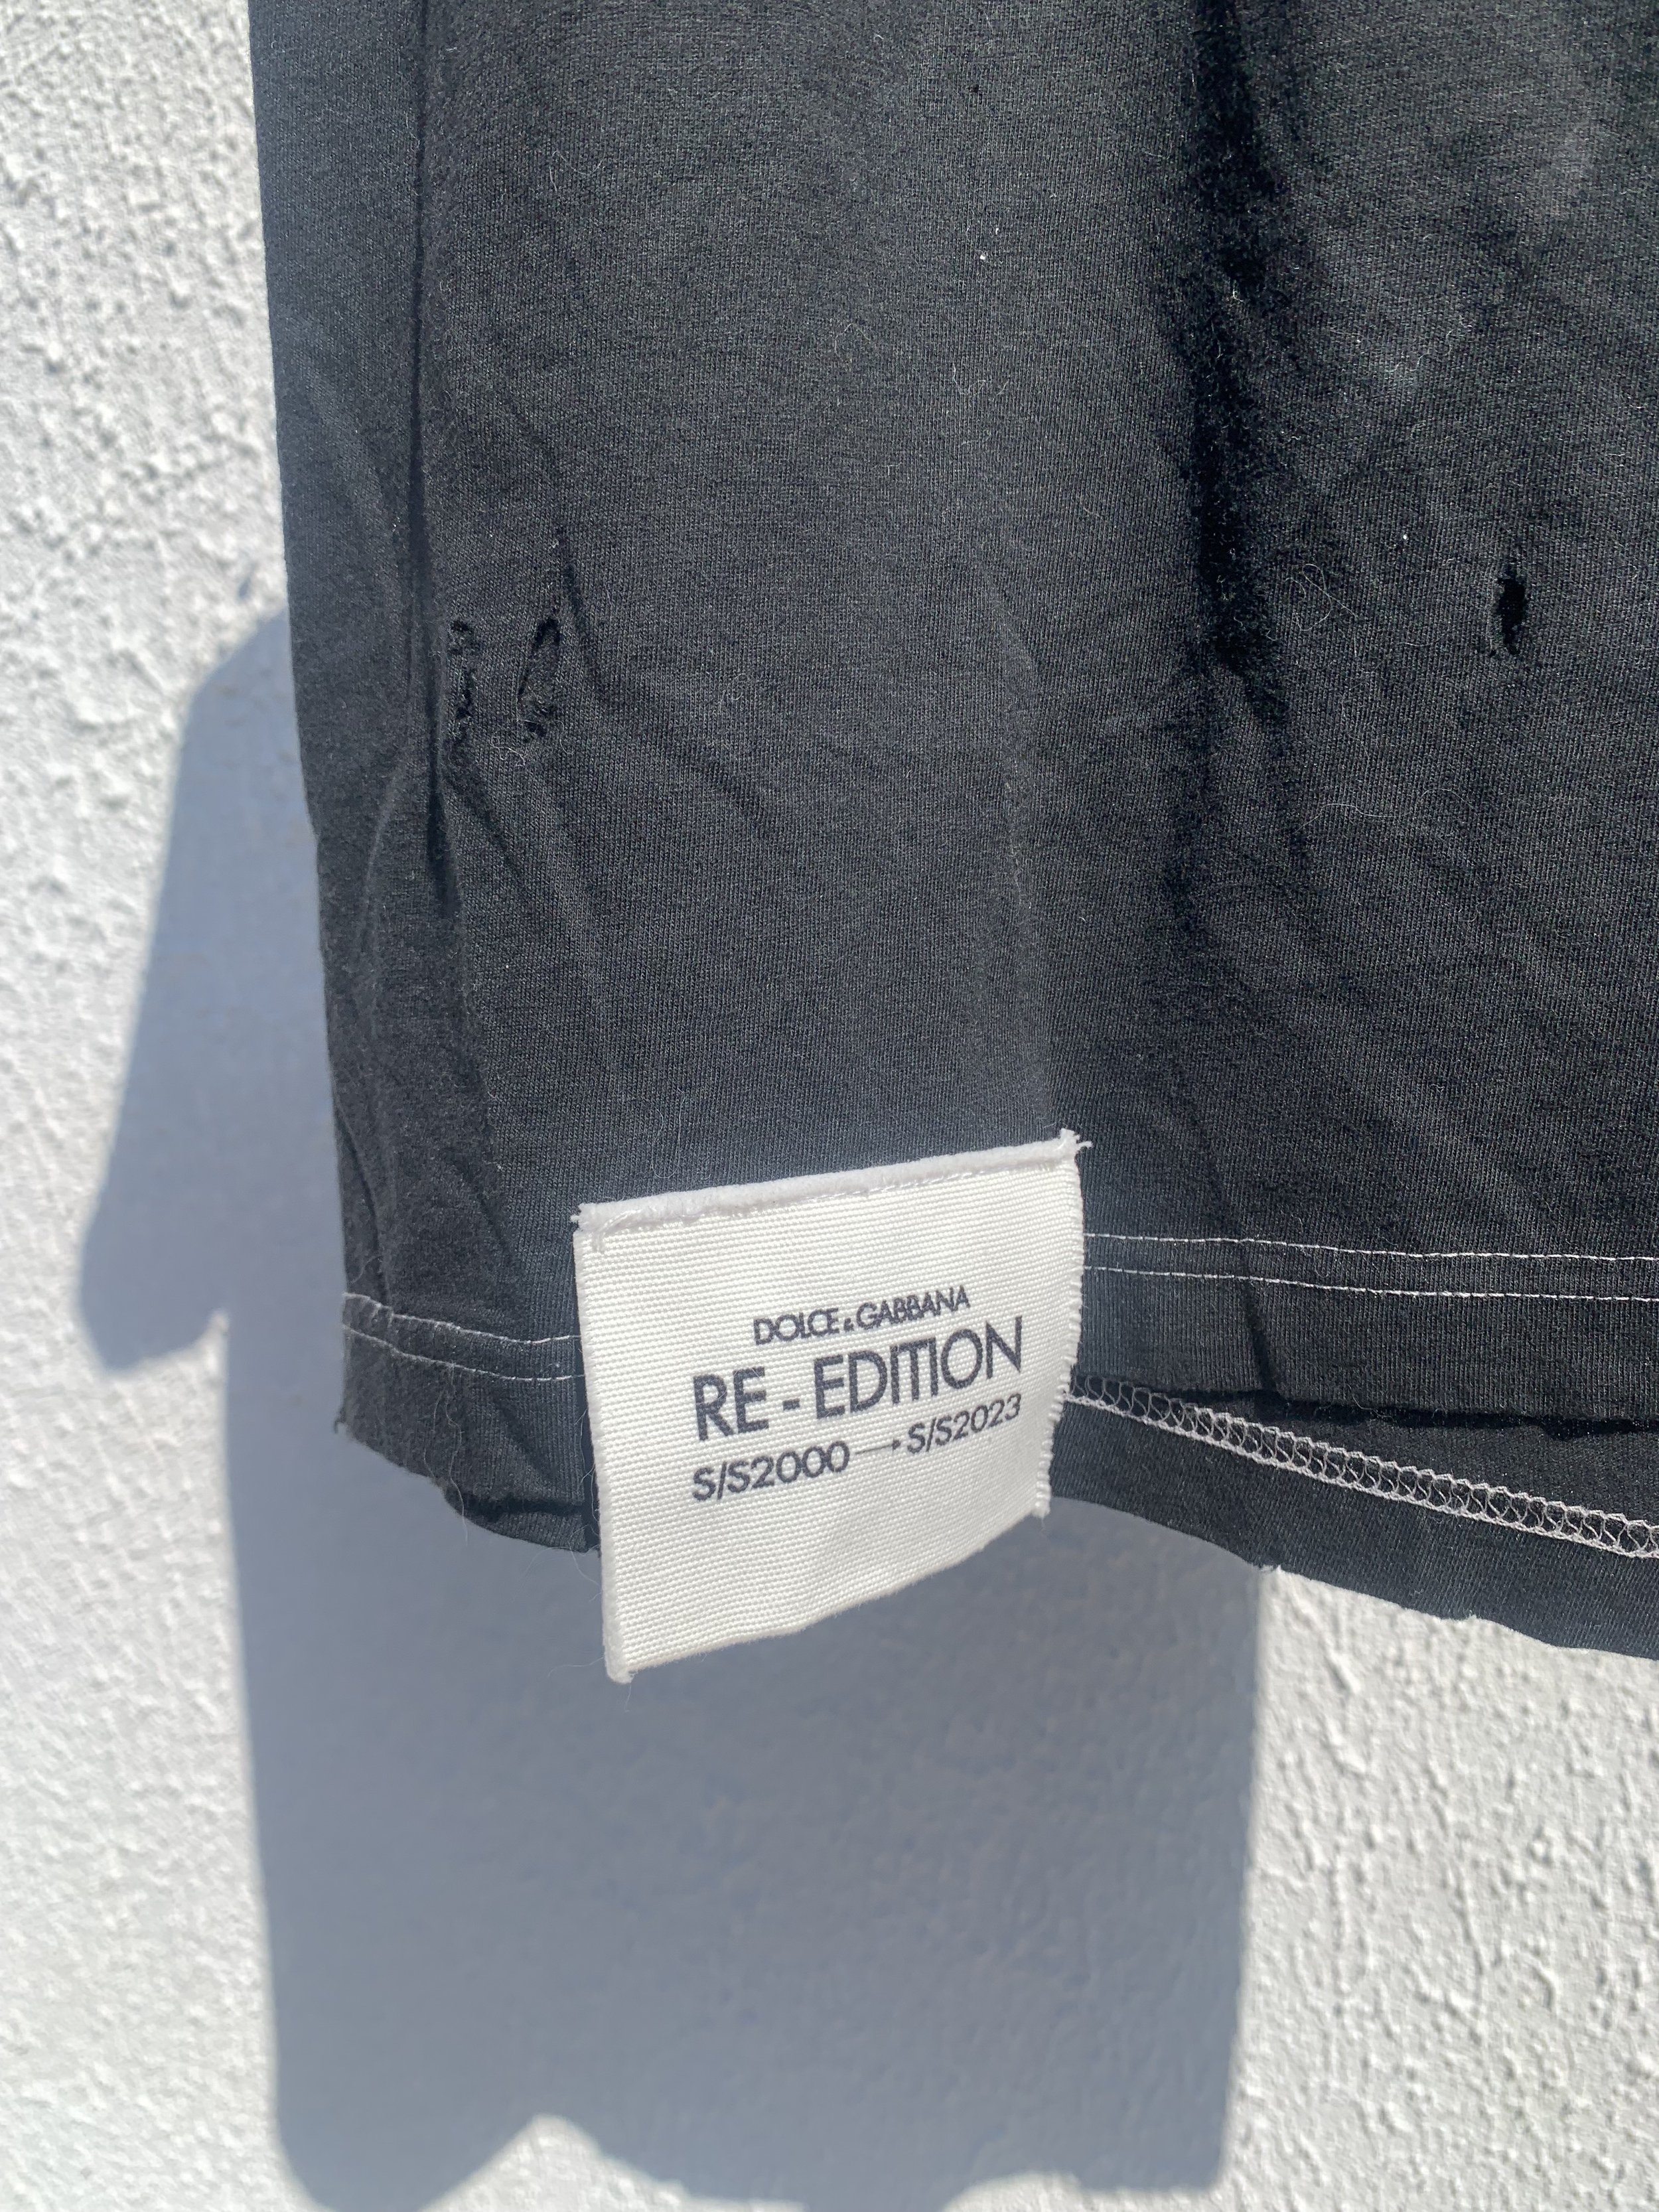 DOLCE & GABBANA
RE-EDITION
S/S2000→S/S2023